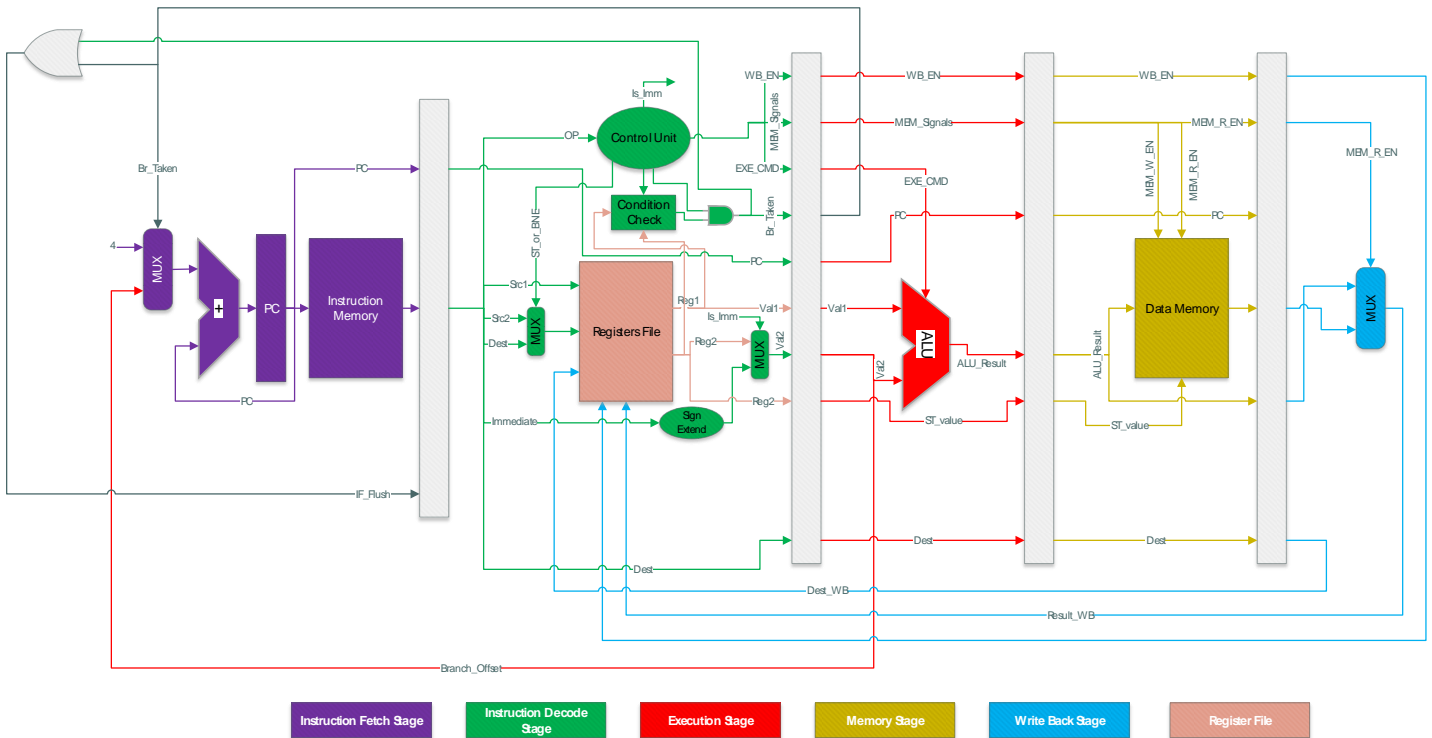 WB_EN
WB_EN
WB_EN
Is_Imm
MEM_Signals
MEM_Signals
MEM_R_EN
OP
Control Unit
MEM_R_EN
Br_Taken
PC
EXE_CMD
EXE_CMD
MEM_W_EN
MEM_R_EN
Condition
Check
Br_Taken
PC
PC
ST_or_BNE
4
MUX
+
PC
Instruction
Memory
PC
Src1
Src2
Dest
MUX
Registers File
Reg1
Val1
Val1
Is_Imm
Reg2
MUX
Val2
Val2
ALU
ALU_Result
ALU_Result
Data Memory
MUX
PC
Reg2
Immediate
Sign
Extend
ST_value
ST_value
IF_Flush
Dest
Dest
Dest
Dest_WB
Result_WB
Branch_Offset
Instruction Fetch Stage
Instruction Decode
Stage
Execution Stage
Memory Stage
Write Back Stage
Register File